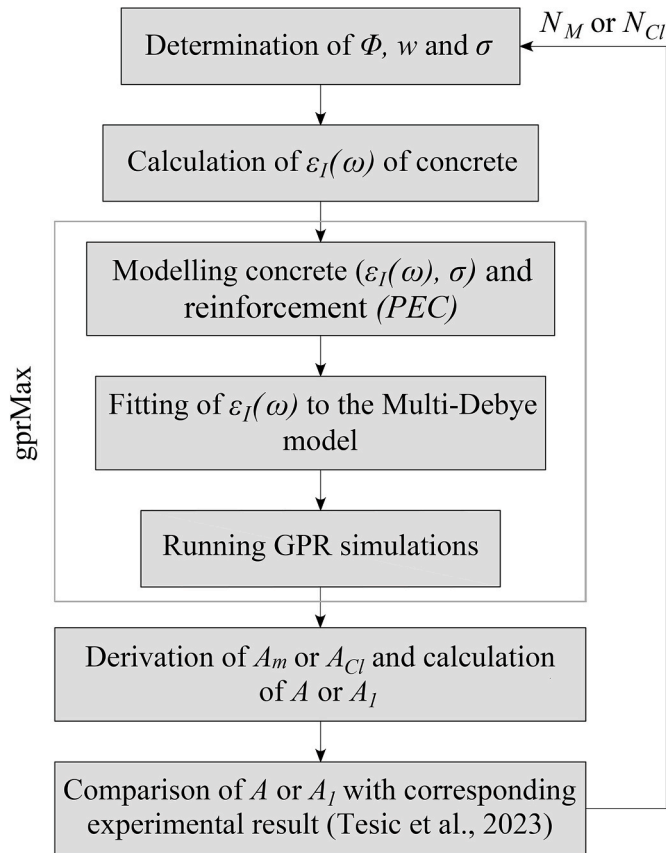 Determination of Φ, w and σ
N_M or N_Cl
Calculation of ε_I(ω) of concrete
gprMax
Modelling concrete (ε_I(ω), σ) and
reinforcement (PEC)
Fitting of ε_I(ω) to the Multi-Debye
model
Running GPR simulations
Derivation of A_m or A_Cl and calculation
of A or A_I
Comparison of A or A_I with corresponding
experimental result (Tesic et al., 2023)